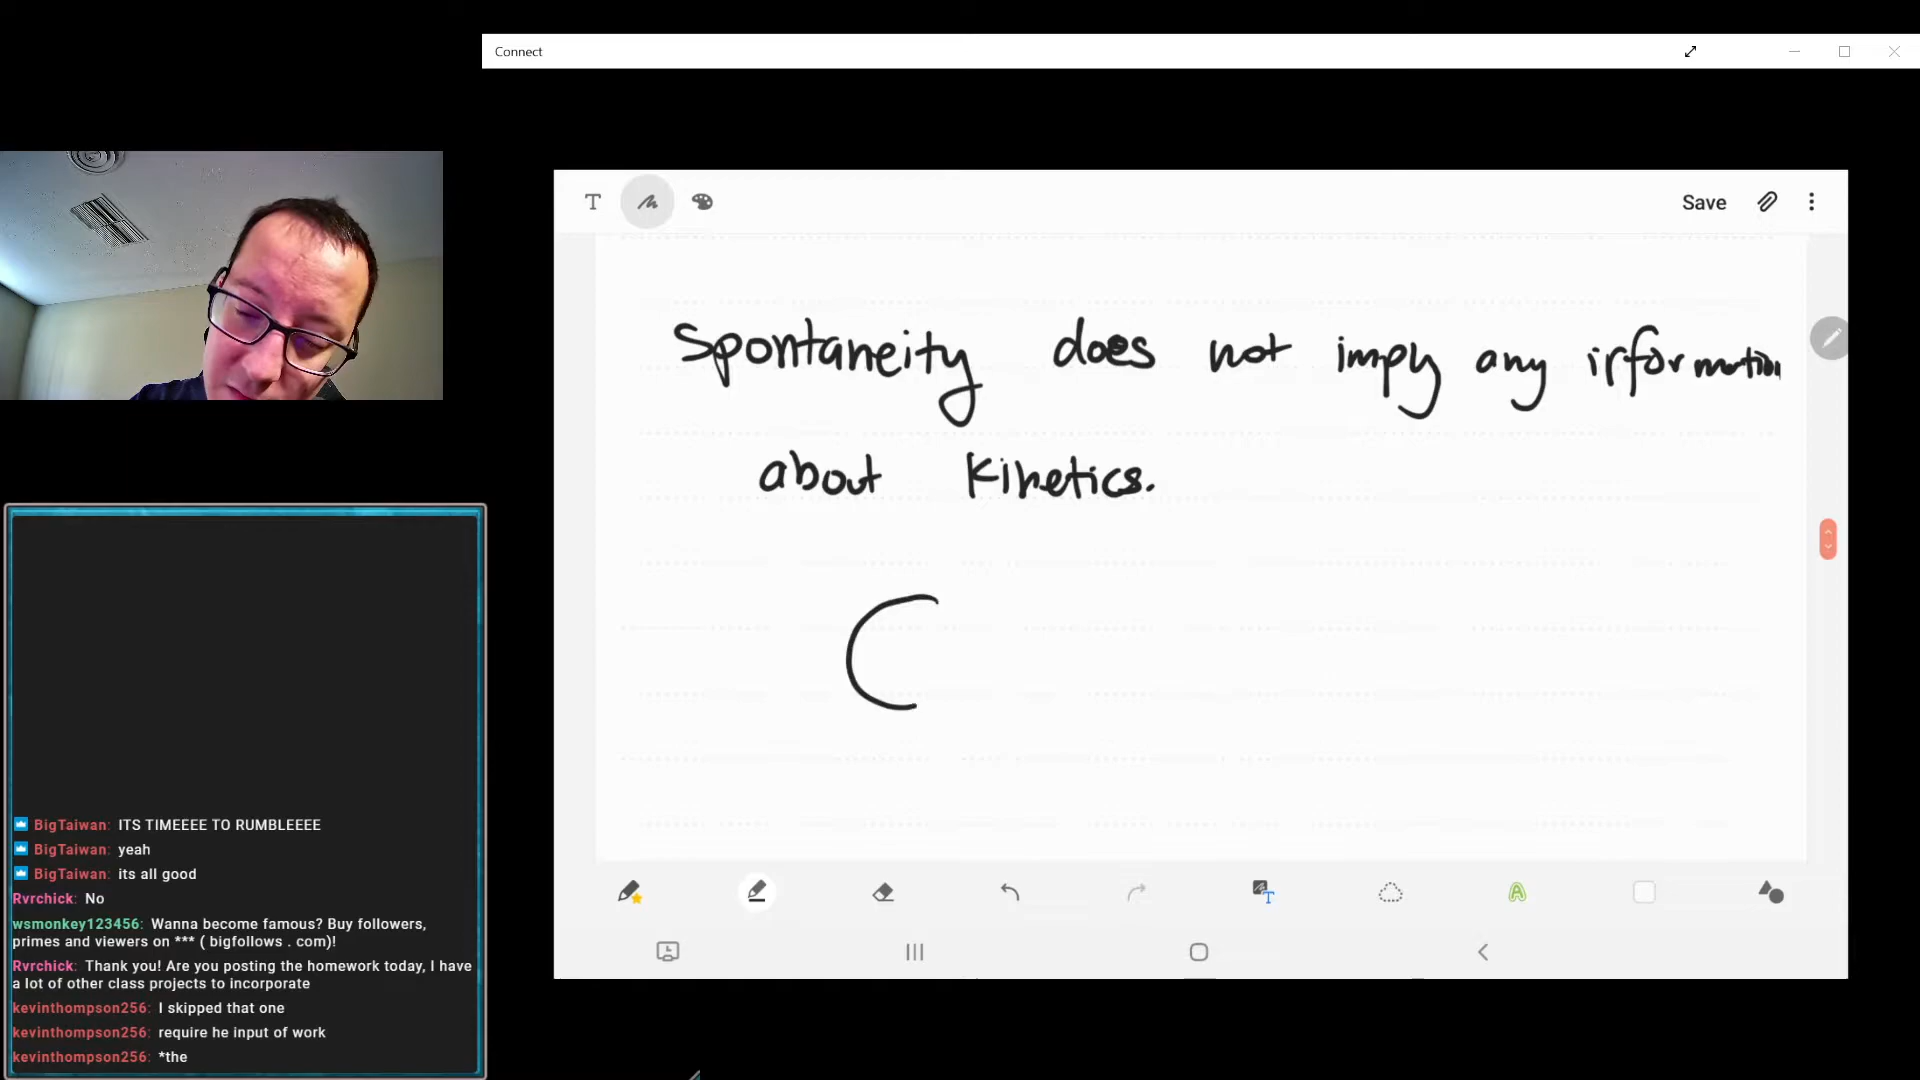 Connect
T
Save
Spontaneity does not imply any information
about Kinetics.
C
BigTaiwan: ITS TIMEEEE TO RUMBLEEEE
BigTaiwan: yeah
BigTaiwan: its all good
Rvrchick: No
wsmonkey123456: Wanna become famous? Buy followers,
primes and viewers on *** ( bigfollows . com)!
Rvrchick: Thank you! Are you posting the homework today, I have
a lot of other class projects to incorporate
kevinthompson256: I skipped that one
kevinthompson256: require he input of work
kevinthompson256: *the